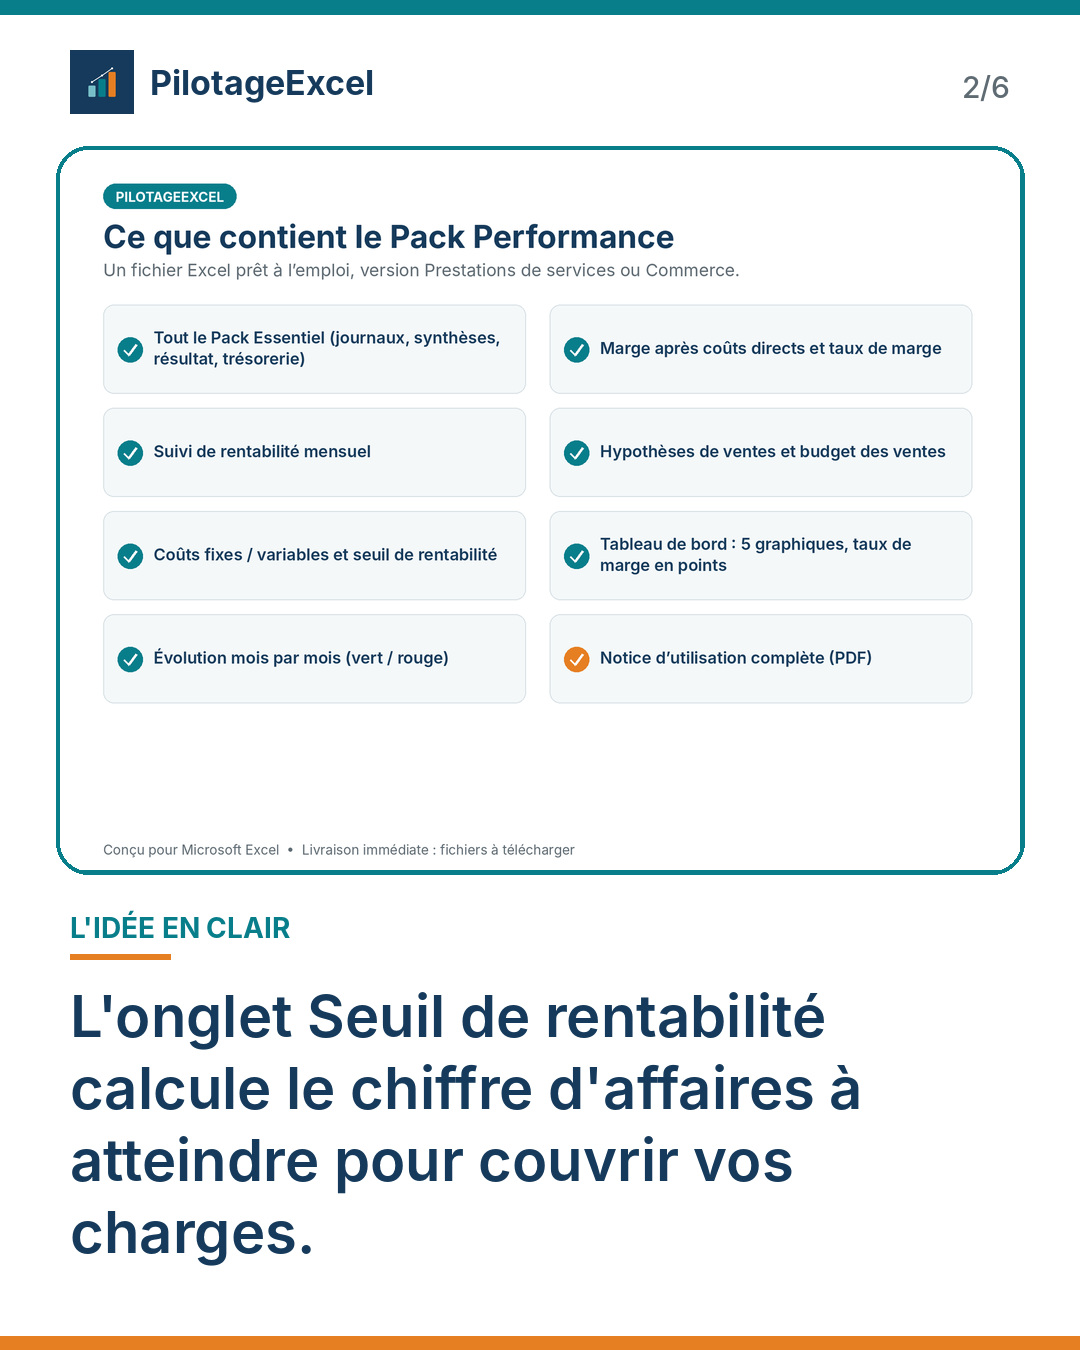 PilotageExcel
2/6
PILOTAGEEXCEL
Ce que contient le Pack Performance
Un fichier Excel prêt à l’emploi, version Prestations de services ou Commerce.
Tout le Pack Essentiel (journaux, synthèses,
résultat, trésorerie)
Marge après coûts directs et taux de marge
Suivi de rentabilité mensuel
Hypothèses de ventes et budget des ventes
Coûts fixes / variables et seuil de rentabilité
Tableau de bord : 5 graphiques, taux de
marge en points
Évolution mois par mois (vert / rouge)
Notice d’utilisation complète (PDF)
Conçu pour Microsoft Excel • Livraison immédiate : fichiers à télécharger
L'IDÉE EN CLAIR
L'onglet Seuil de rentabilité
calcule le chiffre d'affaires à
atteindre pour couvrir vos
charges.